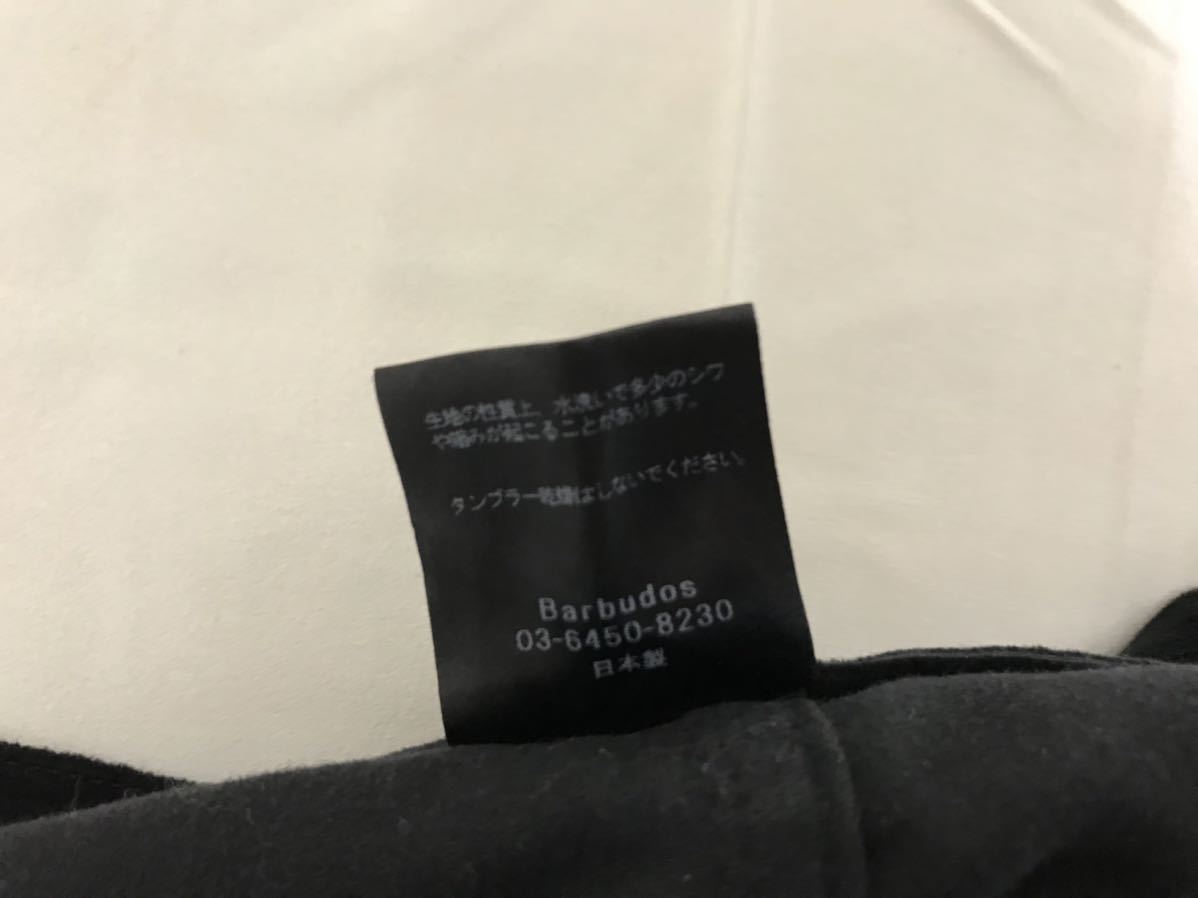 生地の性質上、水洗いで多少のシワ
や縮みが起こることがあります。
タンブラー乾燥はしないでください。
Barbudos
03-6450-8230
日本製